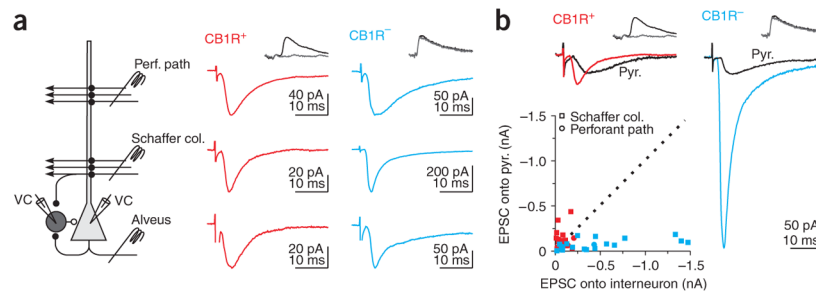 a
Perf. path
Schaffer col.
VC
VC
Alveus
CB1R+
CB1R−
40 pA
10 ms
50 pA
10 ms
20 pA
10 ms
200 pA
10 ms
20 pA
10 ms
50 pA
10 ms
b
CB1R+
CB1R−
Pyr.
Pyr.
−1.5
Schaffer col.
Perforant path
−1.0
−0.5
0
EPSC onto pyr. (nA)
0
−0.5
−1.0
−1.5
EPSC onto interneuron (nA)
50 pA
10 ms